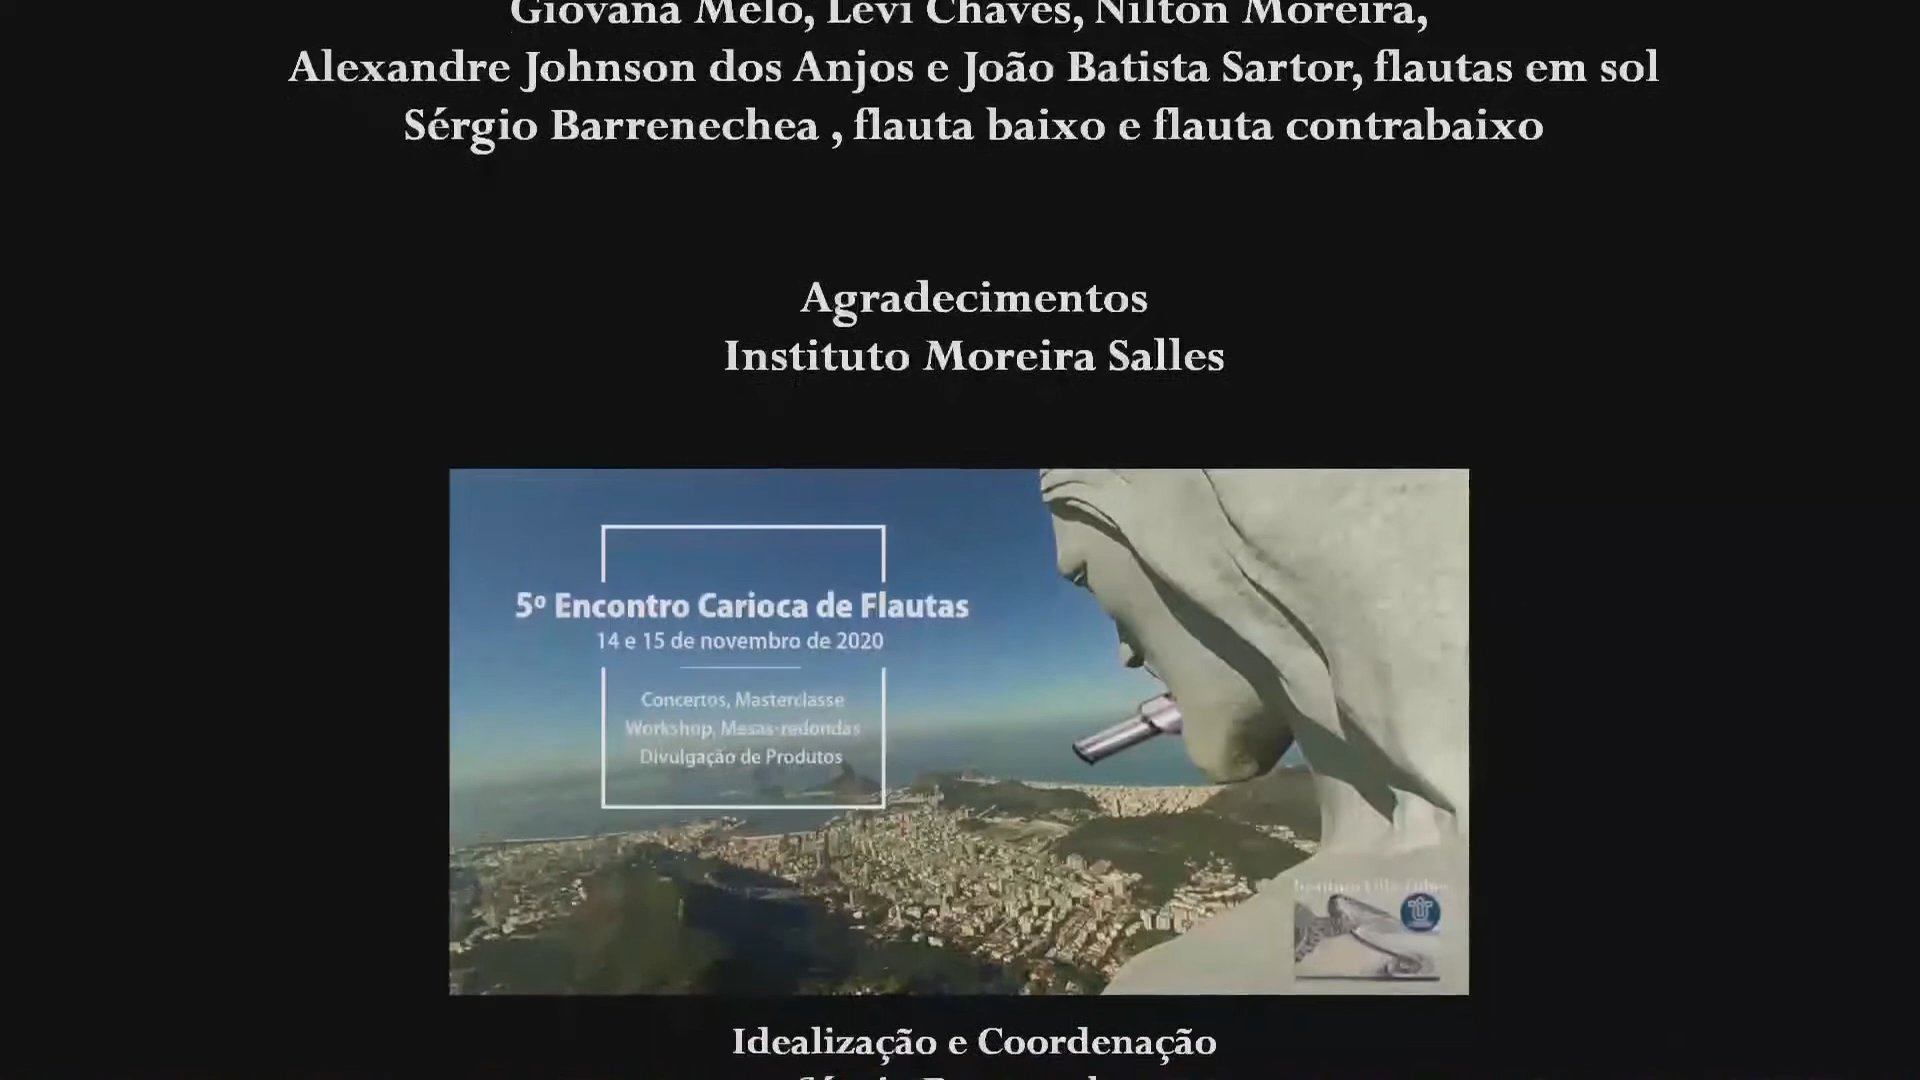 Giovana Melo, Levi Chaves, Nilton Moreira,
Alexandre Johnson dos Anjos e João Batista Sartor, flautas em sol
Sérgio Barrenechea , flauta baixo e flauta contrabaixo
Agradecimentos
Instituto Moreira Salles
5º Encontro Carioca de Flautas
14 e 15 de novembro de 2020
Concertos, Masterclasse
Workshop, Mesas-redondas
Divulgação de Produtos
Idealização e Coordenação